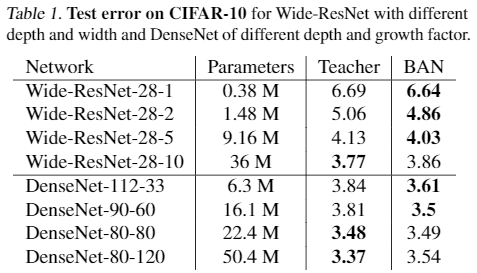 Table 1. Test error on CIFAR-10 for Wide-ResNet with different
depth and width and DenseNet of different depth and growth factor.
Network Parameters Teacher BAN
Wide-ResNet-28-1 0.38 M 6.69 6.64
Wide-ResNet-28-2 1.48 M 5.06 4.86
Wide-ResNet-28-5 9.16 M 4.13 4.03
Wide-ResNet-28-10 36 M 3.77 3.86
DenseNet-112-33 6.3 M 3.84 3.61
DenseNet-90-60 16.1 M 3.81 3.5
DenseNet-80-80 22.4 M 3.48 3.49
DenseNet-80-120 50.4 M 3.37 3.54